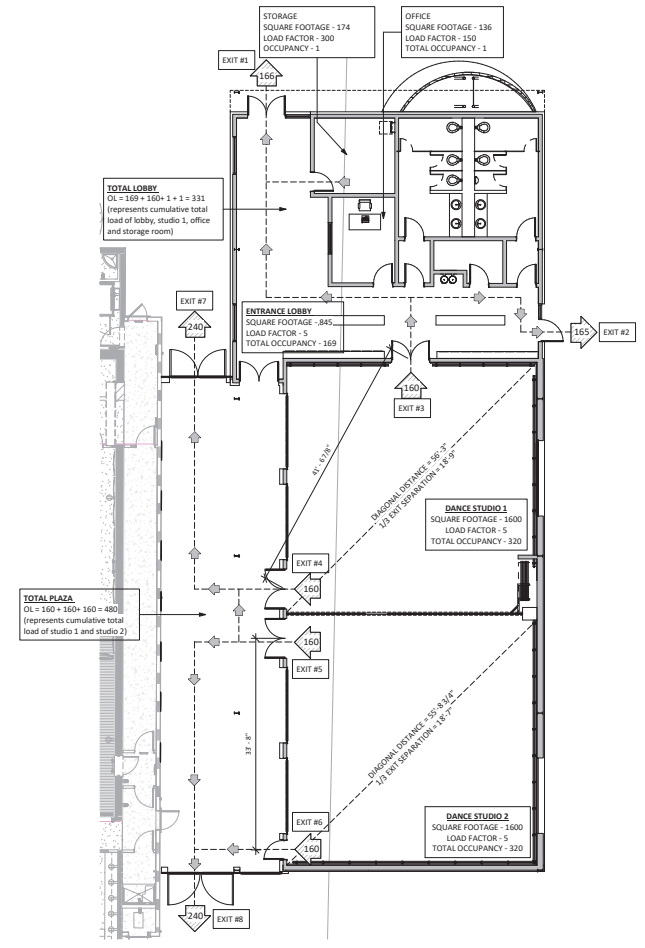 STORAGE
SQUARE FOOTAGE - 174
LOAD FACTOR - 300
OCCUPANCY - 1
OFFICE
SQUARE FOOTAGE - 136
LOAD FACTOR - 150
TOTAL OCCUPANCY - 1
EXIT #1
166
TOTAL LOBBY
OL = 169 + 160+ 1 + 1 = 331
(represents cumulative total
load of lobby, studio 1, office
and storage room)
EXIT #7
240
ENTRANCE LOBBY
SQUARE FOOTAGE -,845
LOAD FACTOR - 5
TOTAL OCCUPANCY - 169
165
EXIT #2
160
EXIT #3
41' - 6 7/8"
DIAGONAL DISTANCE = 56'-3"
1/3 EXIT SEPARATION = 18'-9"
DANCE STUDIO 1
SQUARE FOOTAGE - 1600
LOAD FACTOR - 5
TOTAL OCCUPANCY - 320
EXIT #4
160
TOTAL PLAZA
OL = 160 + 160+ 160 = 480
(represents cumulative total
load of studio 1 and studio 2)
160
EXIT #5
33' - 8"
DIAGONAL DISTANCE = 55'-8 3/4"
1/3 EXIT SEPARATION = 18'-7"
DANCE STUDIO 2
SQUARE FOOTAGE - 1600
LOAD FACTOR - 5
TOTAL OCCUPANCY - 320
EXIT #6
160
240
EXIT #8